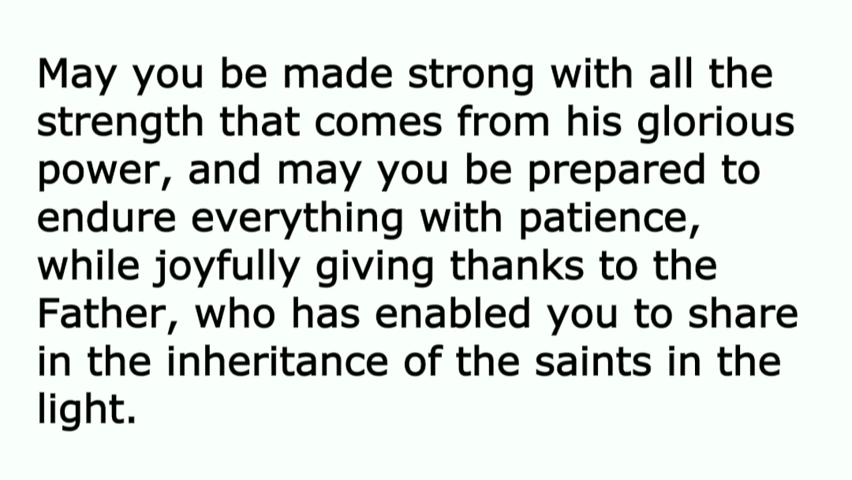 May you be made strong with all the
strength that comes from his glorious
power, and may you be prepared to
endure everything with patience,
while joyfully giving thanks to the
Father, who has enabled you to share
in the inheritance of the saints in the
light.